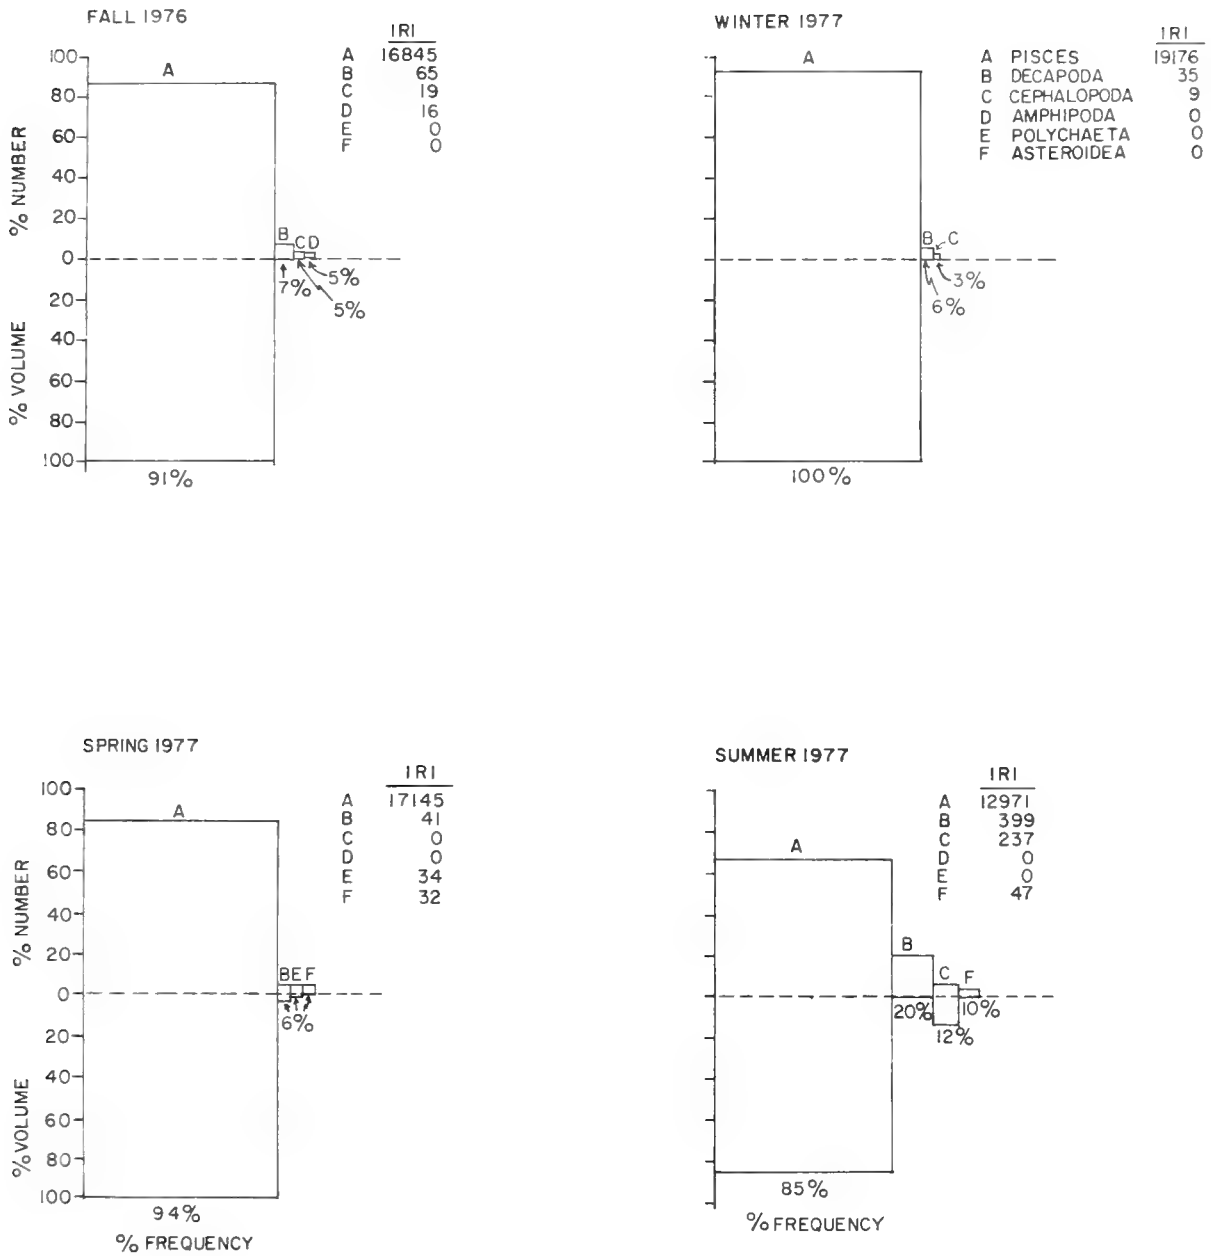 FALL 1976
IRI
A 16845
B 65
C 19
D 16
E 0
F 0
% NUMBER
% VOLUME
100
80
60
40
20
0
20
40
60
80
100
A
B
C D
7%
5%
5%
91%
WINTER 1977
IRI
A PISCES 19176
B DECAPODA 35
C CEPHALOPODA 9
D AMPHIPODA 0
E POLYCHAETA 0
F ASTEROIDEA 0
A
B C
3%
6%
100%
SPRING 1977
IRI
A 17145
B 41
C 0
D 0
E 34
F 32
% NUMBER
% VOLUME
100
80
60
40
20
0
20
40
60
80
100
A
B E F
6%
94%
% FREQUENCY
SUMMER 1977
IRI
A 12971
B 399
C 237
D 0
E 0
F 47
A
B
C
F
20%
10%
12%
85%
% FREQUENCY